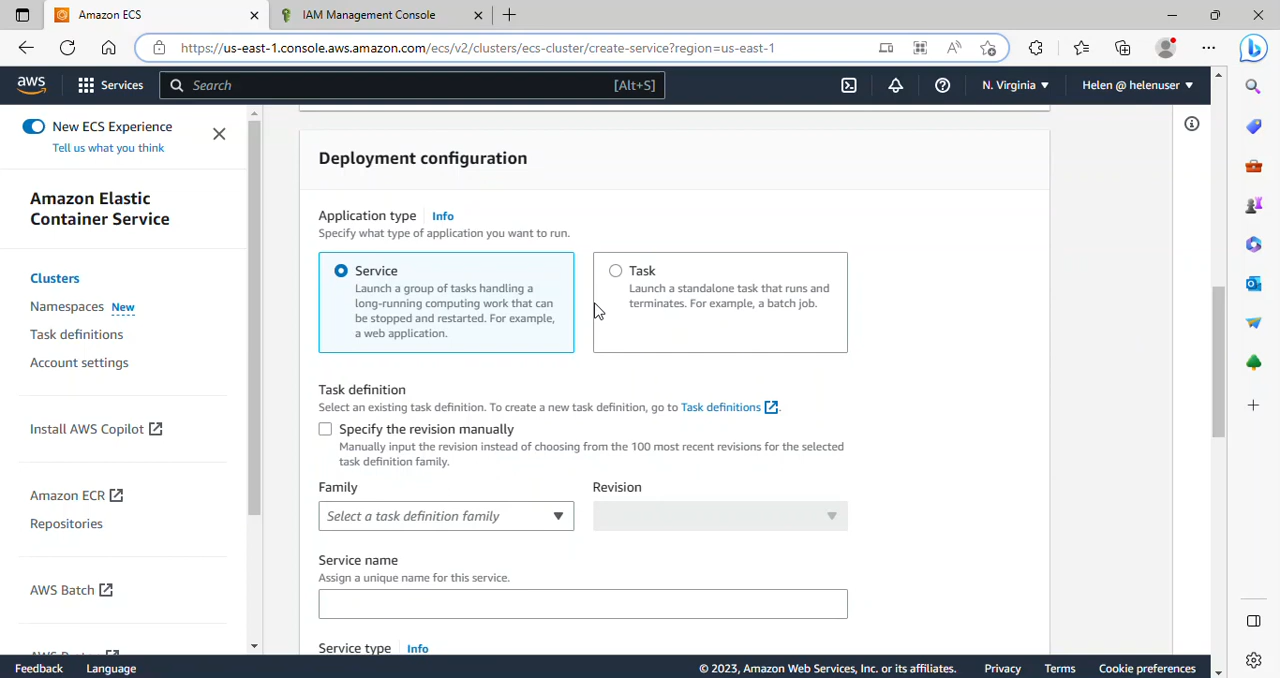 Amazon ECS
IAM Management Console
https://us-east-1.console.aws.amazon.com/ecs/v2/clusters/ecs-cluster/create-service?region=us-east-1
aws
Services
Search
[Alt+S]
N. Virginia
Helen @ helenuser
New ECS Experience
Tell us what you think
Amazon Elastic
Container Service
Clusters
Namespaces New
Task definitions
Account settings
Install AWS Copilot
Amazon ECR
Repositories
AWS Batch
Deployment configuration
Application type Info
Specify what type of application you want to run.
Service
Launch a group of tasks handling a
long-running computing work that can
be stopped and restarted. For example,
a web application.
Task
Launch a standalone task that runs and
terminates. For example, a batch job.
Task definition
Select an existing task definition. To create a new task definition, go to Task definitions.
Specify the revision manually
Manually input the revision instead of choosing from the 100 most recent revisions for the selected
task definition family.
Family
Select a task definition family
Revision
Service name
Assign a unique name for this service.
Service type Info
Feedback
Language
© 2023, Amazon Web Services, Inc. or its affiliates.
Privacy
Terms
Cookie preferences